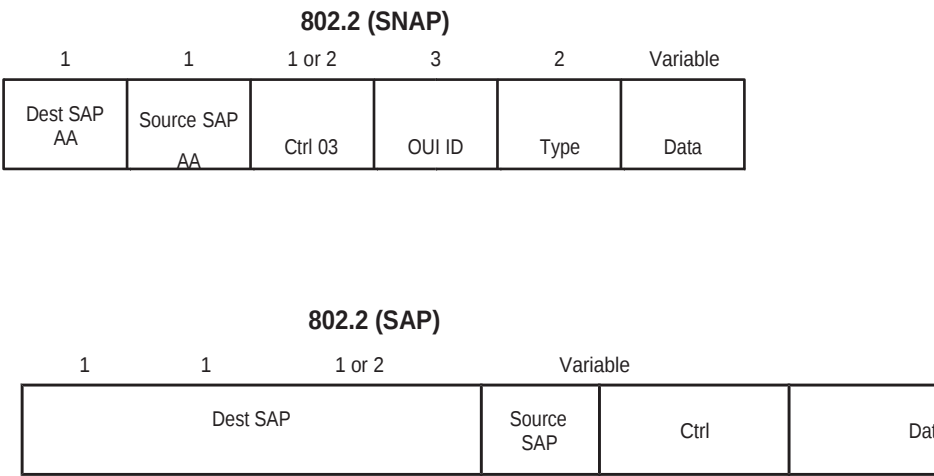 802.2 (SNAP)
1 1 1 or 2 3 2 Variable
Dest SAP
AA
Source SAP
AA
Ctrl 03
OUI ID
Type
Data
802.2 (SAP)
1 1 1 or 2 Variable
Dest SAP
Source
SAP
Ctrl